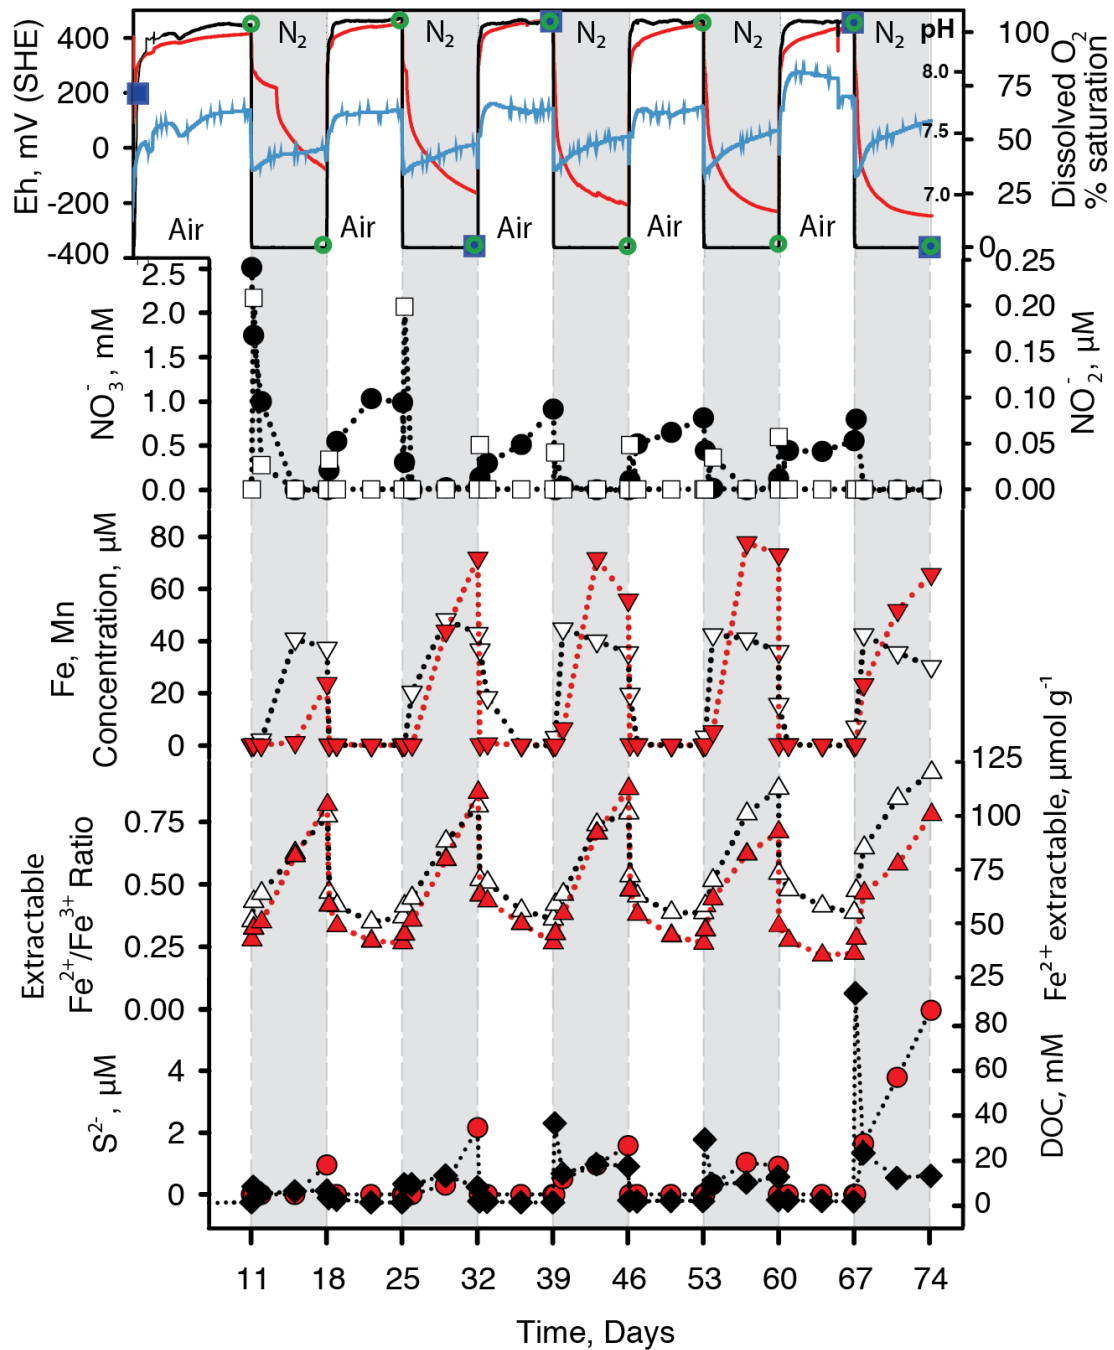 400
200
0
-200
-400
Eh, mV (SHE)
N₂
N₂
N₂
N₂
N₂
Air
Air
Air
Air
Air
pH
8.0
7.5
7.0
100
75
50
25
0
Dissolved O₂
% saturation
2.5
2.0
1.5
1.0
0.5
0.0
NO₃⁻, mM
0.25
0.20
0.15
0.10
0.05
0.00
NO₂⁻, μM
80
60
40
20
0
Fe, Mn
Concentration, μM
0.75
0.50
0.25
0.00
Extractable
Fe²⁺/Fe³⁺ Ratio
125
100
75
50
25
Fe²⁺ extractable, μmol g⁻¹
4
2
0
S²⁻, μM
80
60
40
20
0
DOC, mM
11 18 25 32 39 46 53 60 67 74
Time, Days